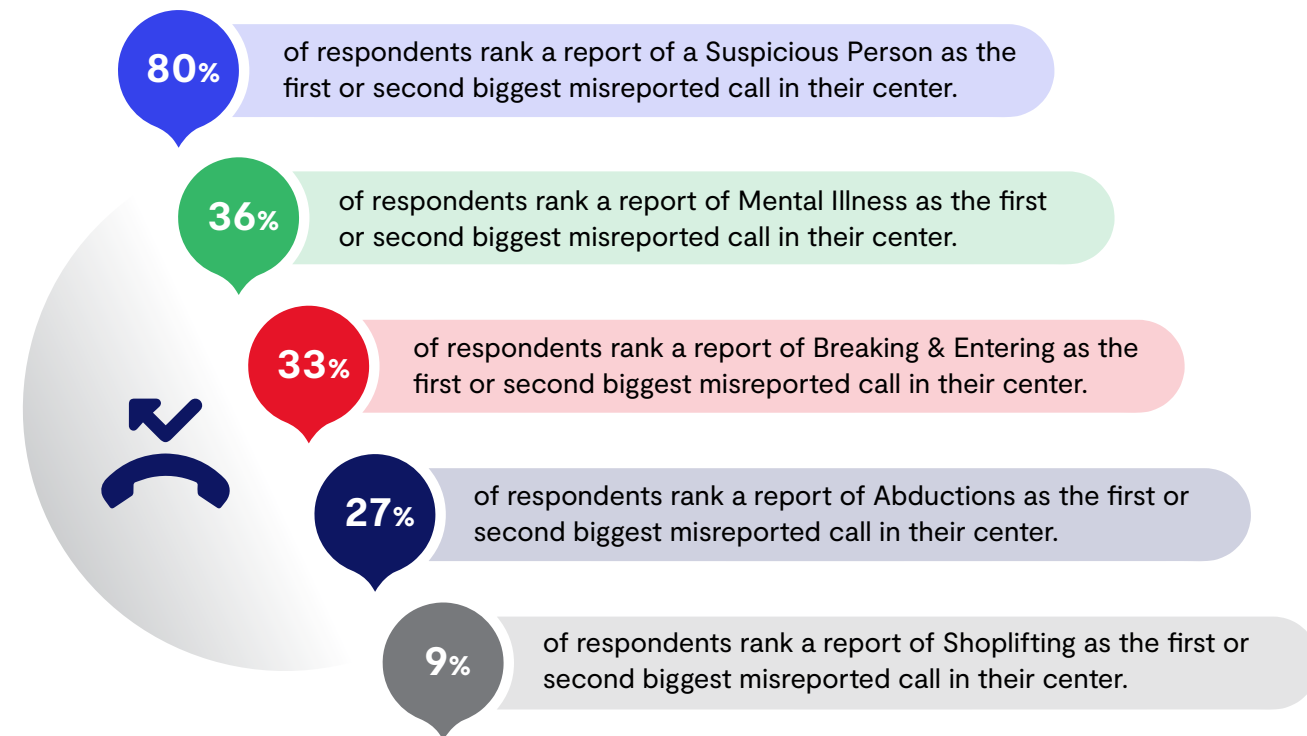 80%
of respondents rank a report of a Suspicious Person as the
first or second biggest misreported call in their center.
36%
of respondents rank a report of Mental Illness as the first
or second biggest misreported call in their center.
33%
of respondents rank a report of Breaking & Entering as the
first or second biggest misreported call in their center.
27%
of respondents rank a report of Abductions as the first or
second biggest misreported call in their center.
9%
of respondents rank a report of Shoplifting as the first or
second biggest misreported call in their center.